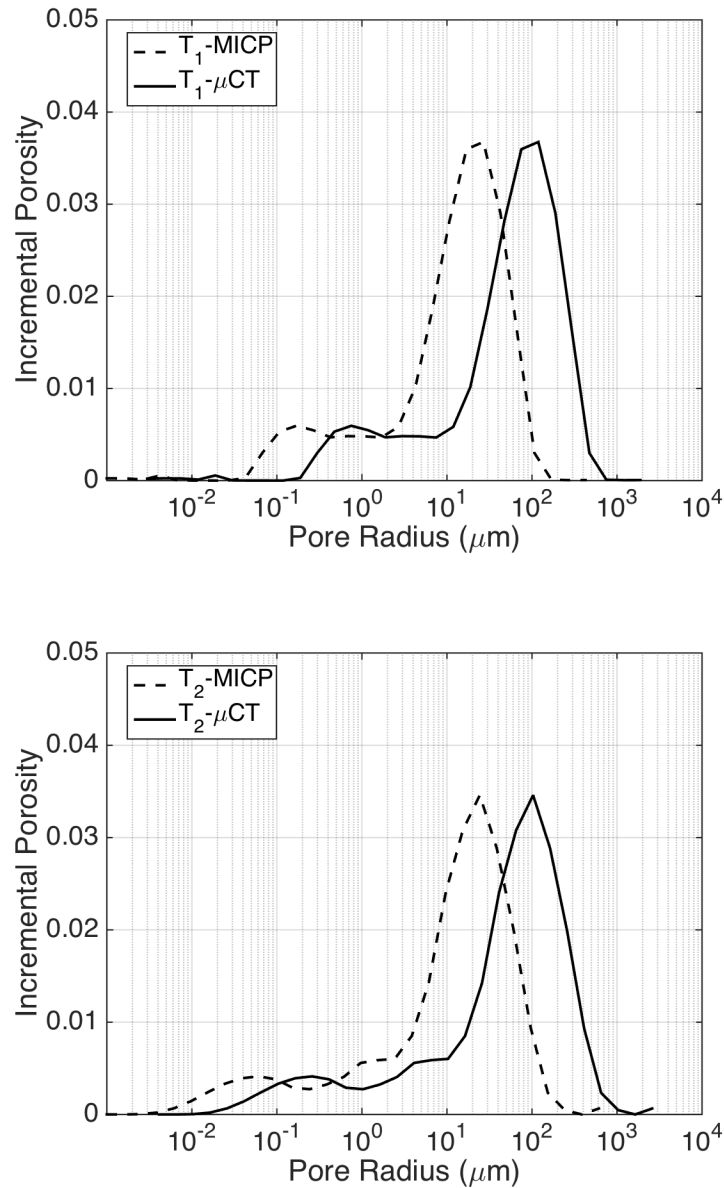 0.05
T₁-MICP
T₁-μCT
0.04
0.03
0.02
0.01
0
Incremental Porosity
10⁻² 10⁻¹ 10⁰ 10¹ 10² 10³ 10⁴
Pore Radius (μm)
0.05
T₂-MICP
T₂-μCT
0.04
0.03
0.02
0.01
0
Incremental Porosity
10⁻² 10⁻¹ 10⁰ 10¹ 10² 10³ 10⁴
Pore Radius (μm)